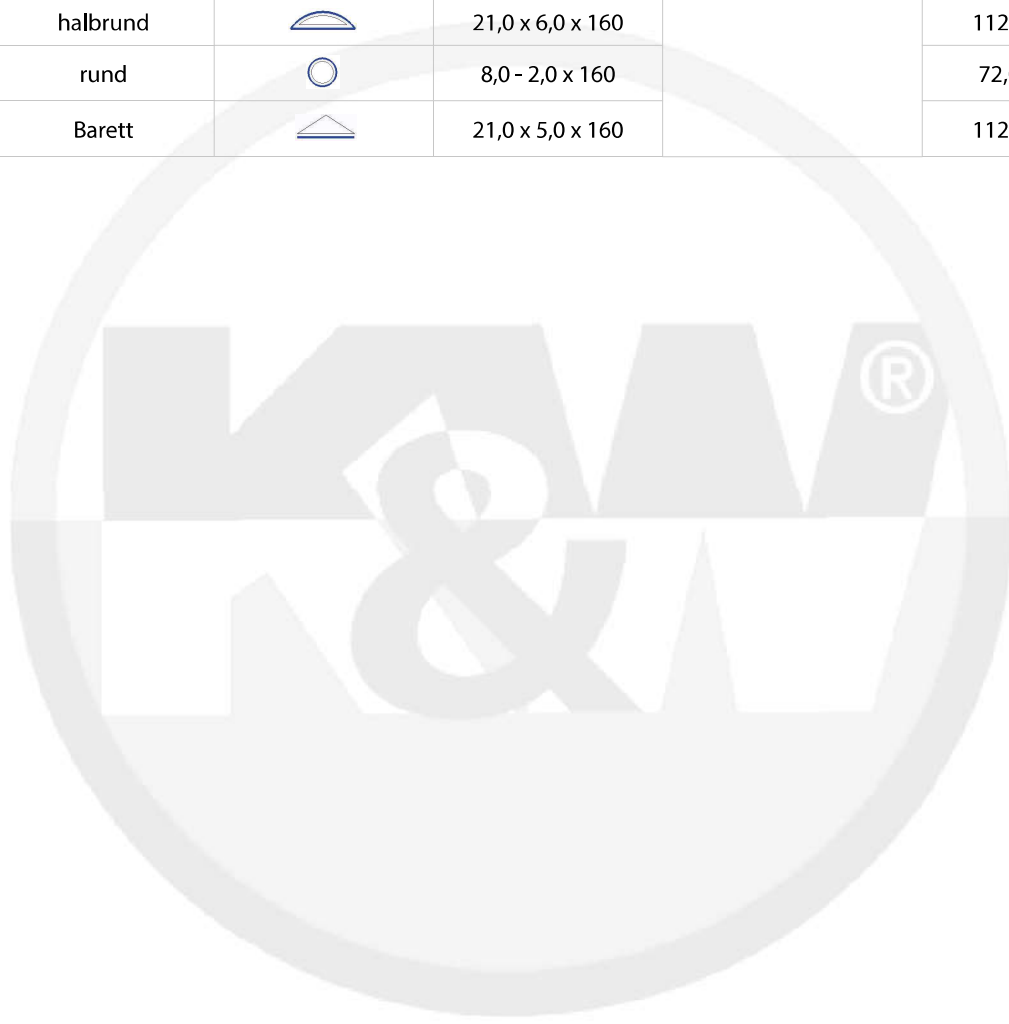 halbrund 21,0 x 6,0 x 160 112
rund 8,0 - 2,0 x 160 72,
Barett 21,0 x 5,0 x 160 112
K&W ®